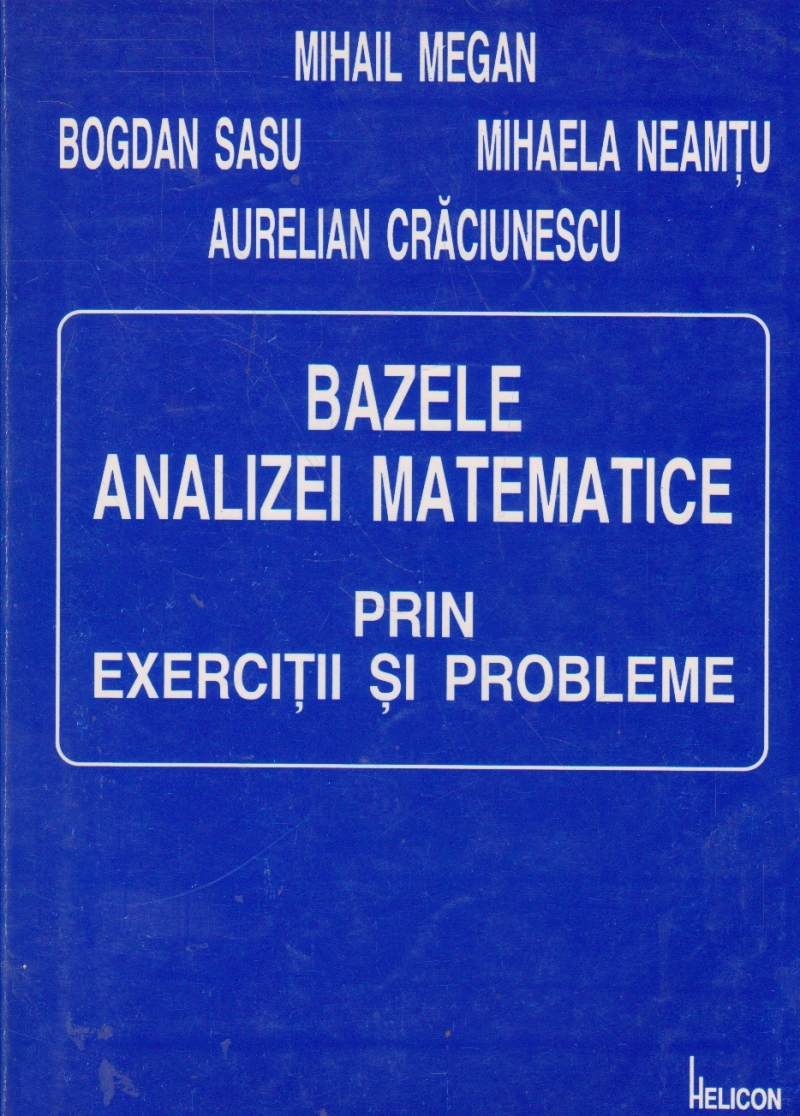 MIHAIL MEGAN
BOGDAN SASU MIHAELA NEAMȚU
AURELIAN CRĂCIUNESCU
BAZELE
ANALIZEI MATEMATICE
PRIN
EXERCIȚII ȘI PROBLEME
HELICON